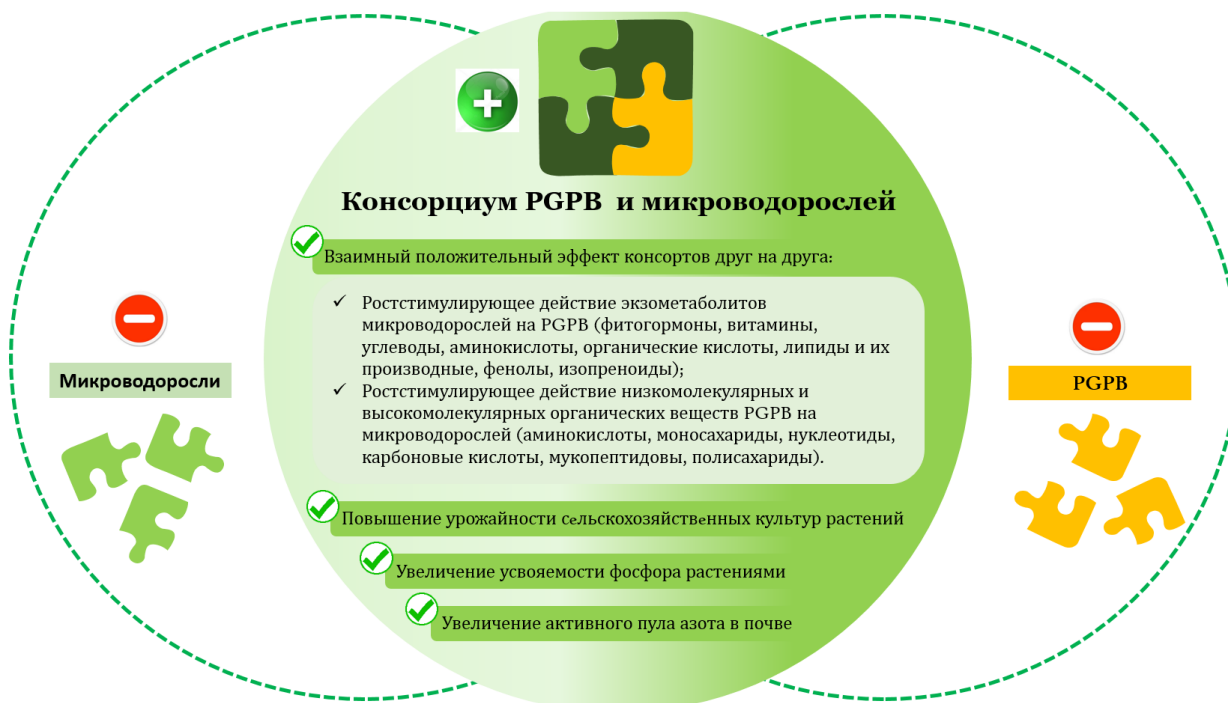 Консорциум PGPB и микроводорослей
Взаимный положительный эффект консортов друг на друга:
✓ Ростстимулирующее действие экзометаболитов
микроводорослей на PGPB (фитогормоны, витамины,
углеводы, аминокислоты, органические кислоты, липиды и их
производные, фенолы, изопреноиды);
✓ Ростстимулирующее действие низкомолекулярных и
высокомолекулярных органических веществ PGPB на
микроводорослей (аминокислоты, моносахариды, нуклеотиды,
карбоновые кислоты, мукопептидовы, полисахариды).
Повышение урожайности сельскохозяйственных культур растений
Увеличение усвояемости фосфора растениями
Увеличение активного пула азота в почве
Микроводоросли
PGPB